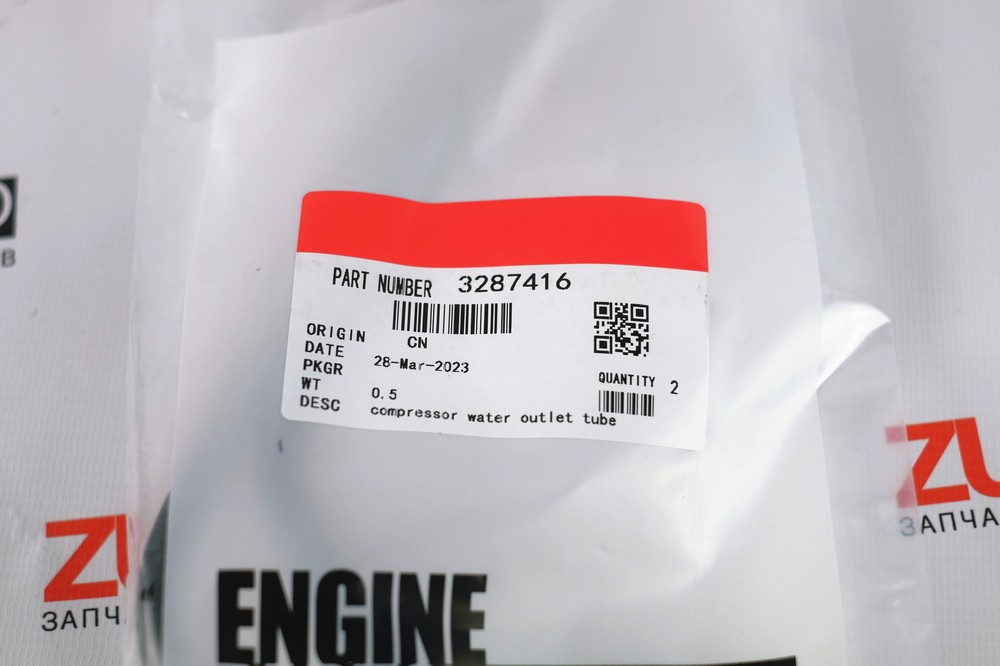 PART NUMBER 3287416
ORIGIN CN
DATE 28-Mar-2023
PKGR
QUANTITY 2
WT 0.5
DESC compressor water outlet tube
В
ZU
ЗАПЧА
ZU
ЗАПЧ
ENGINE